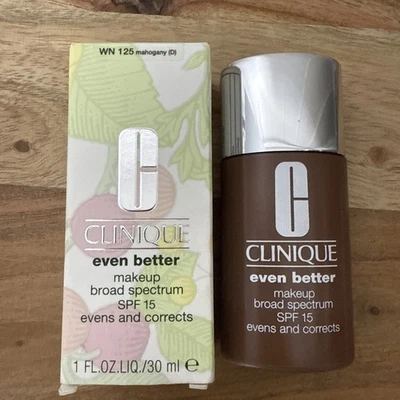 WN 125 mahogany (D)
C
CLINIQUE
even better
makeup
broad spectrum
SPF 15
evens and corrects
1 FL.OZ.LIQ./30 ml e
C
CLINIQUE
even better
makeup
broad spectrum
SPF 15
evens and corrects